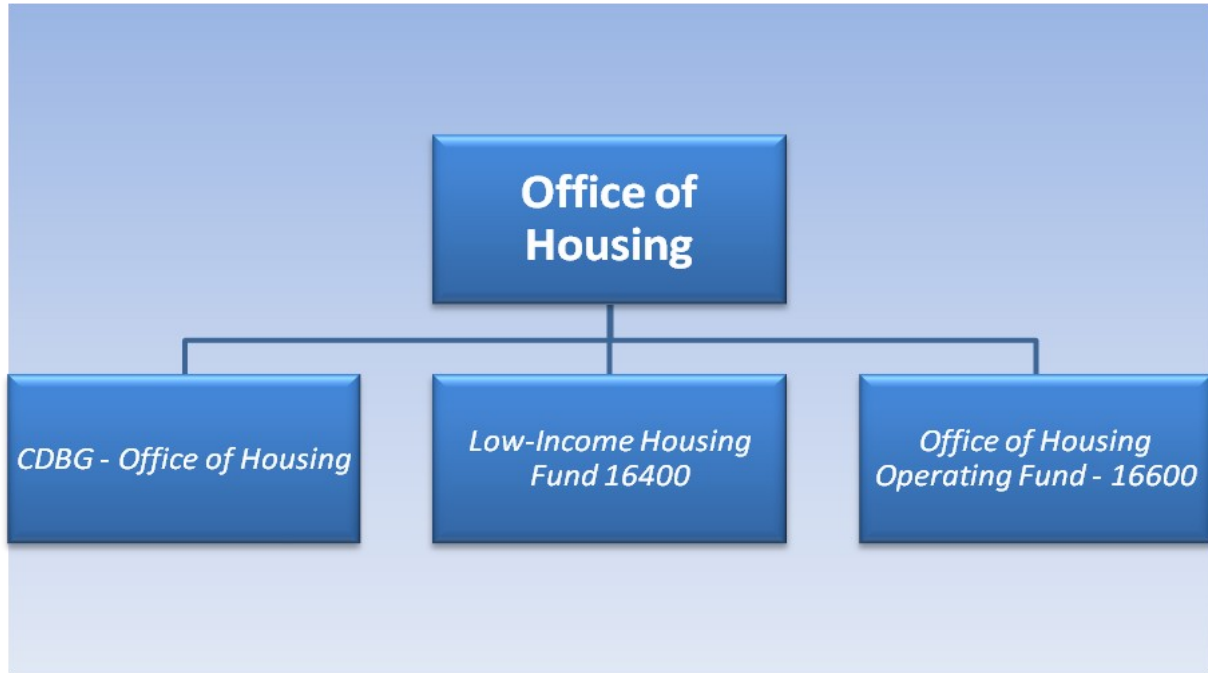 Office of
Housing
CDBG - Office of Housing
Low-Income Housing
Fund 16400
Office of Housing
Operating Fund - 16600